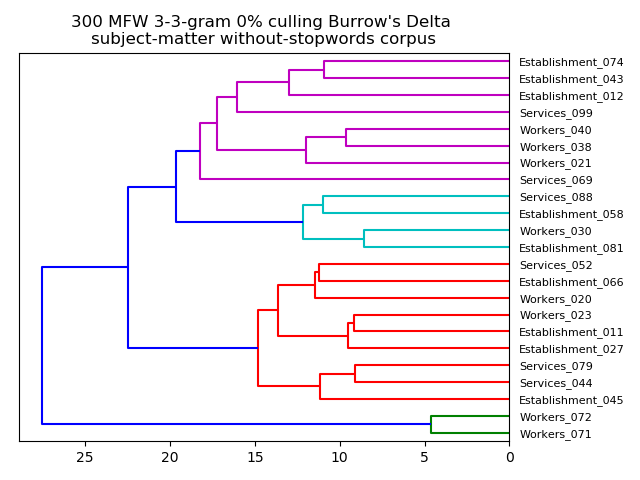 300 MFW 3-3-gram 0% culling Burrow's Delta
subject-matter without-stopwords corpus
Establishment_074
Establishment_043
Establishment_012
Services_099
Workers_040
Workers_038
Workers_021
Services_069
Services_088
Establishment_058
Workers_030
Establishment_081
Services_052
Establishment_066
Workers_020
Workers_023
Establishment_011
Establishment_027
Services_079
Services_044
Establishment_045
Workers_072
Workers_071
25 20 15 10 5 0